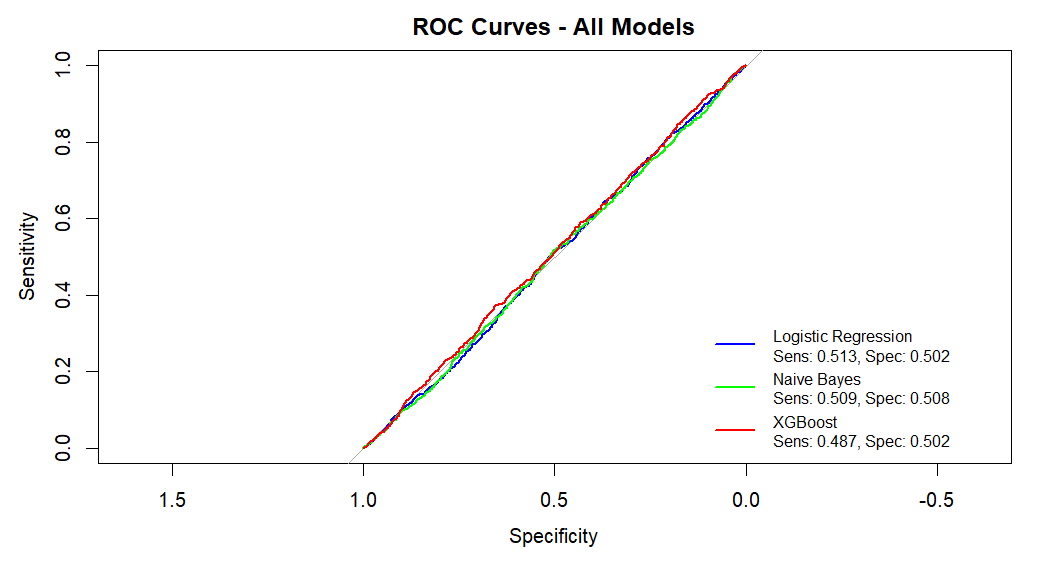 ROC Curves - All Models
Sensitivity
1.0
0.8
0.6
0.4
0.2
0.0
Logistic Regression
Sens: 0.513, Spec: 0.502
Naive Bayes
Sens: 0.509, Spec: 0.508
XGBoost
Sens: 0.487, Spec: 0.502
1.5 1.0 0.5 0.0 -0.5
Specificity